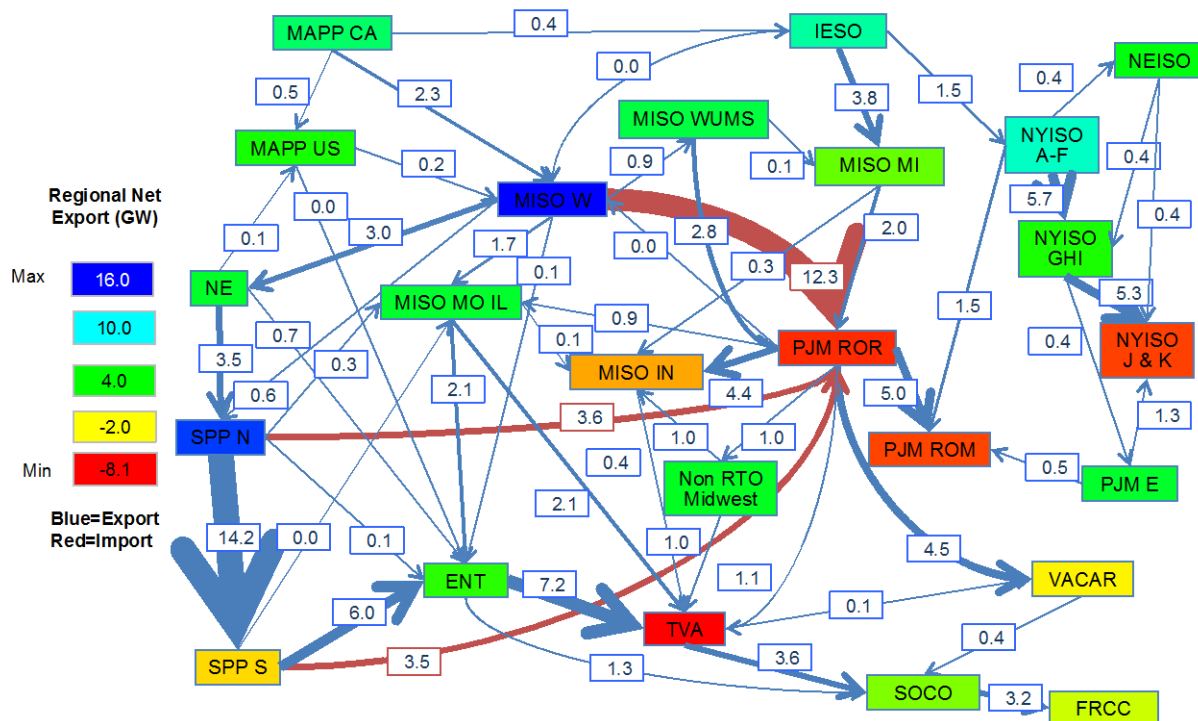 MAPP CA
0.4
IESO
NEISO
0.0
0.4
0.5
2.3
3.8
1.5
MISO WUMS
NYISO
A-F
MAPP US
0.2
0.9
0.1
MISO MI
0.4
Regional Net
Export (GW)
0.0
MISO W
5.7
0.1
3.0
1.7
2.8
2.0
0.4
0.0
NYISO
GHI
Max
16.0
NE
0.1
0.3
12.3
MISO MO IL
5.3
10.0
0.7
0.9
1.5
3.5
0.3
0.1
PJM ROR
0.4
NYISO
J & K
4.0
MISO IN
0.6
2.1
4.4
5.0
-2.0
3.6
1.3
SPP N
1.0
1.0
PJM ROM
Min
-8.1
0.4
0.5
Non RTO
Midwest
PJM E
2.1
Blue=Export
Red=Import
14.2
0.0
0.1
1.0
4.5
ENT
7.2
1.1
VACAR
6.0
0.1
TVA
0.4
SPP S
3.5
1.3
3.6
SOCO
3.2
FRCC